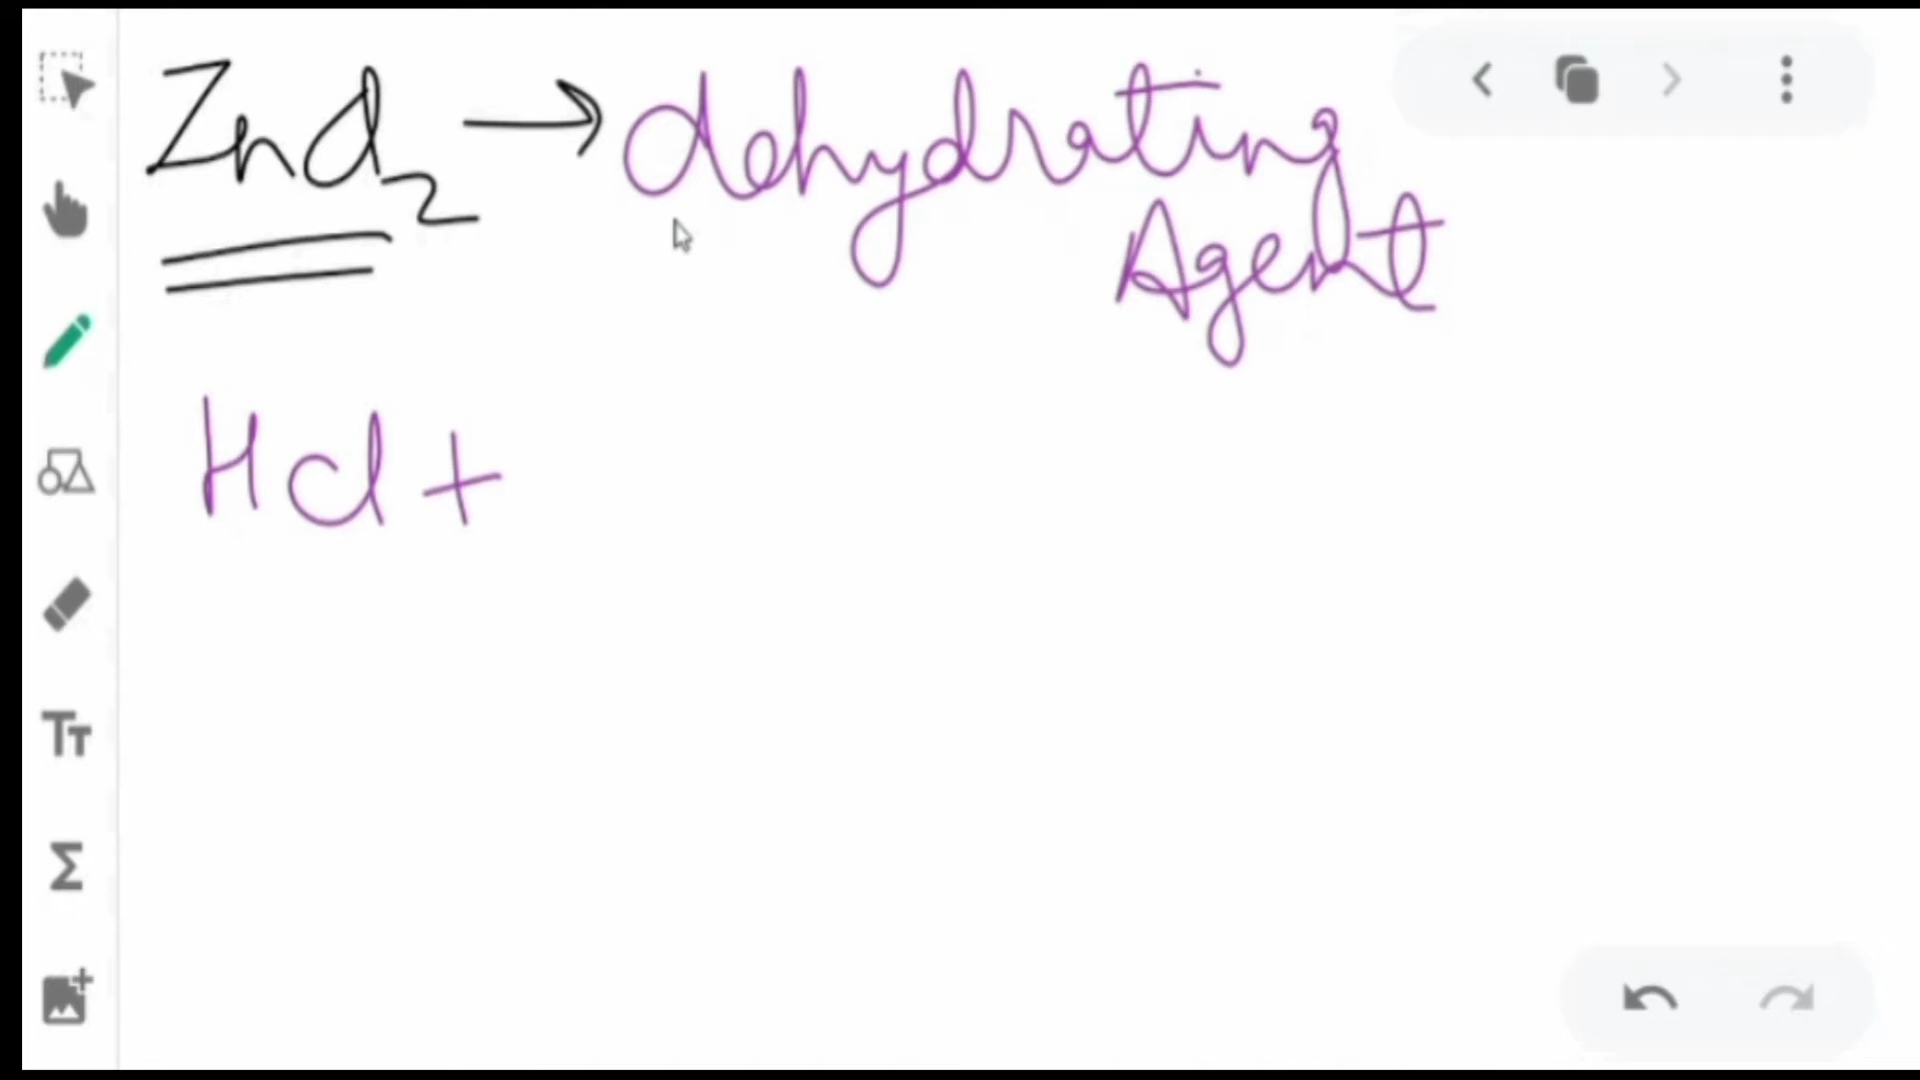 ZnCl2 → dehydrating
Agent
HCl +